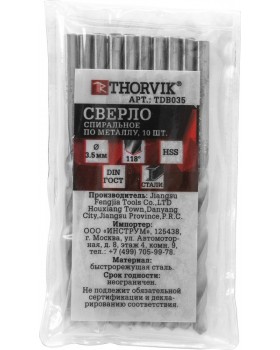 THORVIK®
АРТ.: TDB035
СВЕРЛО
СПИРАЛЬНОЕ
ПО МЕТАЛЛУ, 10 ШТ.
Ø
3.5мм
118°
HSS
DIN
ГОСТ
СТАЛИ
Производитель: Jiangsu
Fengjia Tools Co., LTD
Houxiang Town, Danyang
City, Jiangsu Province, P.R.C.
Импортер:
ООО «ИНСТРУМ», 125438,
г. Москва, ул. Автомотор-
ная, д. 8, этаж 4, комн. 9,
тел.: +7 (499) 705-99-78.
Материал:
быстрорежущая сталь.
Срок годности:
неограничен.
Не подлежит обязательной
сертификации и декла-
рированию соответствия.